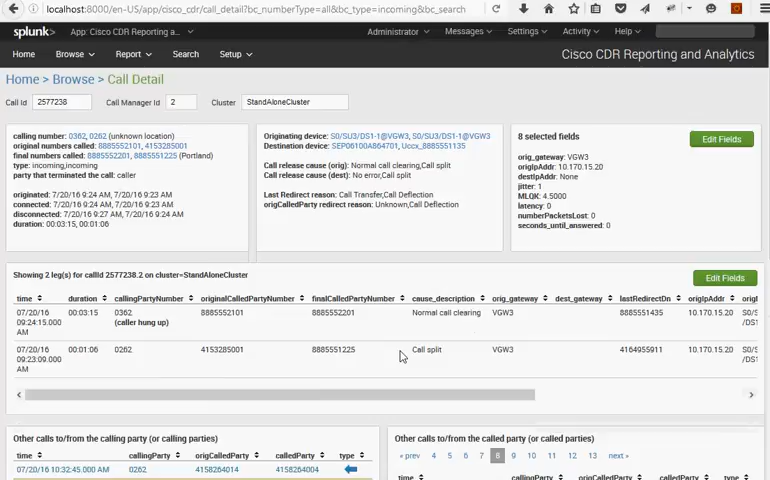 localhost:8000/en-US/app/cisco_cdr/call_detail?bc_numberType=all&bc_type=incoming&bc_search
splunk> App: Cisco CDR Reporting a... Administrator Messages Settings Activity Help
Home Browse Report Search Setup Cisco CDR Reporting and Analytics
Home > Browse > Call Detail
Call Id 2577238 Call Manager Id 2 Cluster StandAloneCluster
calling number: 0362, 0262 (unknown location)
original numbers called: 8885552101, 4153285001
final numbers called: 8885552201, 8885551225 (Portland)
type: incoming,incoming
party that terminated the call: caller
originated: 7/20/16 9:24 AM, 7/20/16 9:23 AM
connected: 7/20/16 9:24 AM, 7/20/16 9:23 AM
disconnected: 7/20/16 9:27 AM, 7/20/16 9:24 AM
duration: 00:03:15, 00:01:06
Originating device: S0/SU3/DS1-1@VGW3, S0/SU3/DS1-1@VGW3
Destination device: SEP06100A864701, Uccx_8885551135
Call release cause (orig): Normal call clearing,Call split
Call release cause (dest): No error,Call split
Last Redirect reason: Call Transfer,Call Deflection
origCalledParty redirect reason: Unknown,Call Deflection
8 selected fields
Edit Fields
orig_gateway: VGW3
origIpAddr: 10.170.15.20
destIpAddr: None
jitter: 1
MLQK: 4.5000
latency: 0
numberPacketsLost: 0
seconds_until_answered: 0
Showing 2 leg(s) for callId 2577238.2 on cluster=StandAloneCluster
Edit Fields
time duration callingPartyNumber originalCalledPartyNumber finalCalledPartyNumber cause_description orig_gateway dest_gateway lastRedirectDn origIpAddr
07/20/16 00:03:15 0362 8885552101 8885552201 Normal call clearing VGW3 8885551435 10.170.15.20 S0/S
09:24:15.000 (caller hung up) /DS1
AM
07/20/16 00:01:06 0262 4153285001 8885551225 Call split VGW3 4164955911 10.170.15.20 S0/S
09:23:09.000 /DS1
AM
Other calls to/from the calling party (or calling parties)
time callingParty origCalledParty calledParty type
07/20/16 10:32:45.000 AM 0262 4158264014 4158264004
Other calls to/from the called party (or called parties)
« prev 4 5 6 7 8 9 10 11 12 13 next »
time callingParty origCalledParty calledParty type